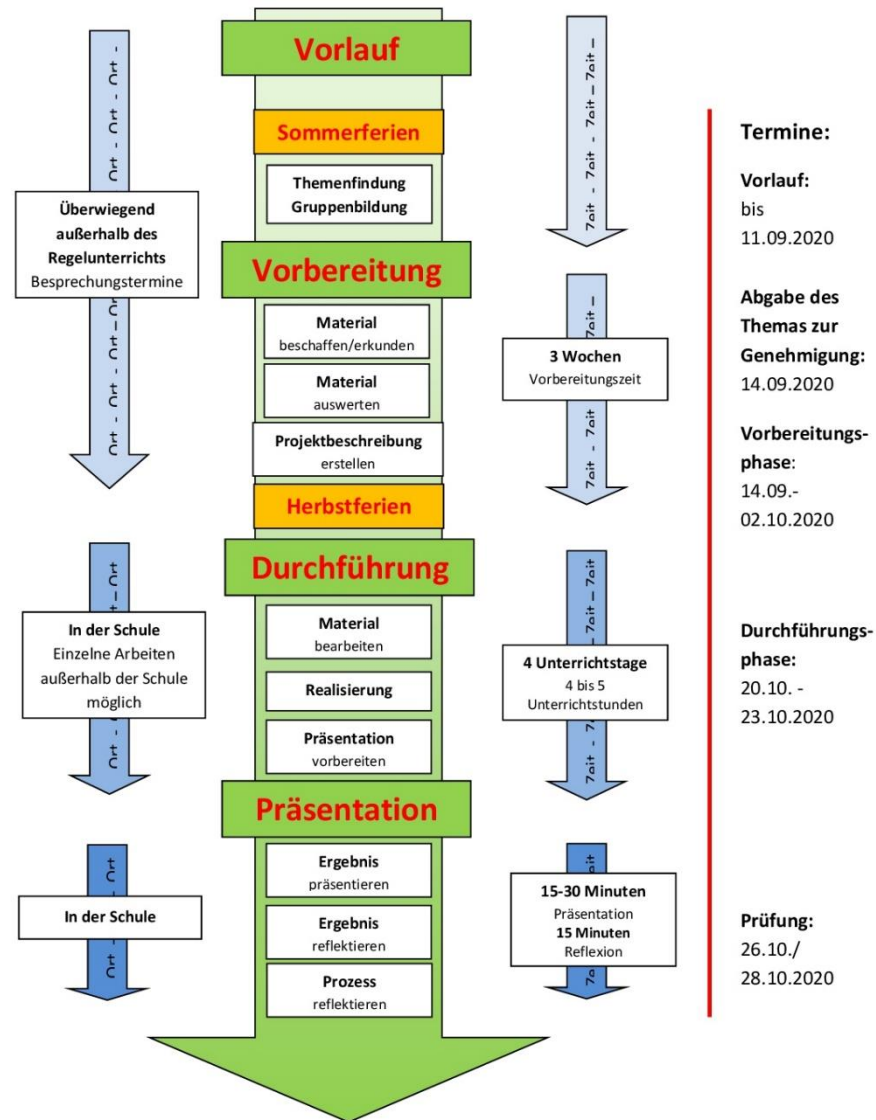 Vorlauf
Sommerferien
Themenfindung
Gruppenbildung
Vorbereitung
Material
beschaffen/erkunden
Material
auswerten
Projektbeschreibung
erstellen
Herbstferien
Durchführung
Material
bearbeiten
Realisierung
Präsentation
vorbereiten
Präsentation
Ergebnis
präsentieren
Ergebnis
reflektieren
Prozess
reflektieren
Überwiegend
außerhalb des
Regelunterrichts
Besprechungstermine
In der Schule
Einzelne Arbeiten
außerhalb der Schule
möglich
In der Schule
3 Wochen
Vorbereitungszeit
4 Unterrichtstage
4 bis 5
Unterrichtstunden
15-30 Minuten
Präsentation
15 Minuten
Reflexion
Termine:
Vorlauf:
bis
11.09.2020
Abgabe des
Themas zur
Genehmigung:
14.09.2020
Vorbereitungs-
phase:
14.09.-
02.10.2020
Durchführungs-
phase:
20.10. -
23.10.2020
Prüfung:
26.10./
28.10.2020